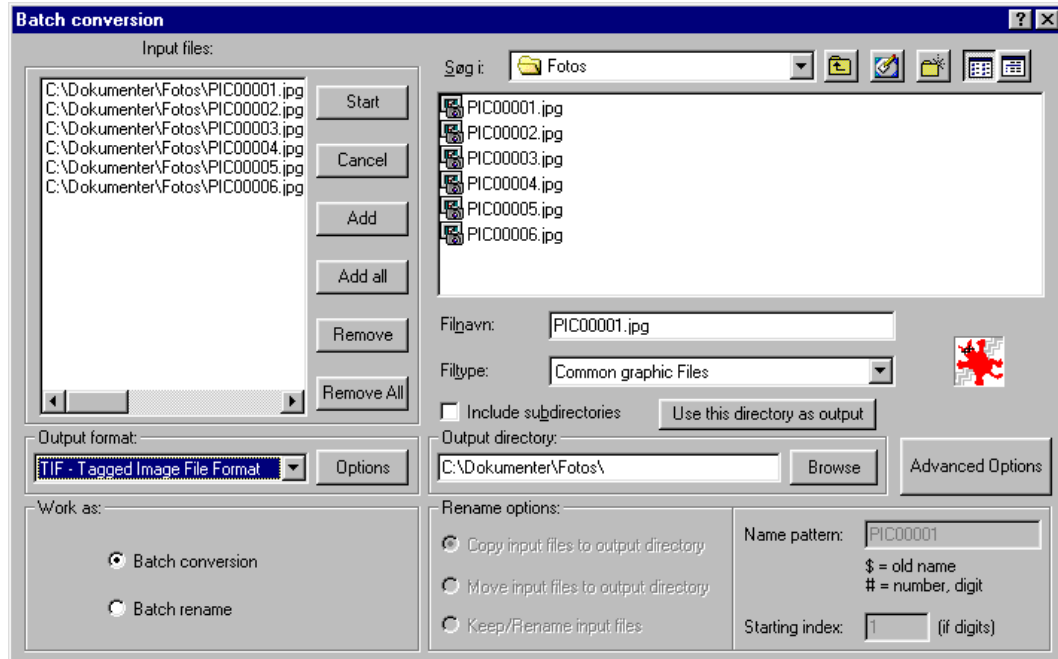 Batch conversion
Input files:
C:\Dokumenter\Fotos\PIC00001.jpg
C:\Dokumenter\Fotos\PIC00002.jpg
C:\Dokumenter\Fotos\PIC00003.jpg
C:\Dokumenter\Fotos\PIC00004.jpg
C:\Dokumenter\Fotos\PIC00005.jpg
C:\Dokumenter\Fotos\PIC00006.jpg
Start
Cancel
Add
Add all
Remove
Remove All
Søg i:
Fotos
PIC00001.jpg
PIC00002.jpg
PIC00003.jpg
PIC00004.jpg
PIC00005.jpg
PIC00006.jpg
Filnavn:
PIC00001.jpg
Filtype:
Common graphic Files
Include subdirectories
Use this directory as output
Output format:
TIF - Tagged Image File Format
Options
Output directory:
C:\Dokumenter\Fotos\
Browse
Advanced Options
Work as:
Batch conversion
Batch rename
Rename options:
Copy input files to output directory
Move input files to output directory
Keep/Rename input files
Name pattern:
PIC00001
$ = old name
# = number, digit
Starting index:
1
(if digits)